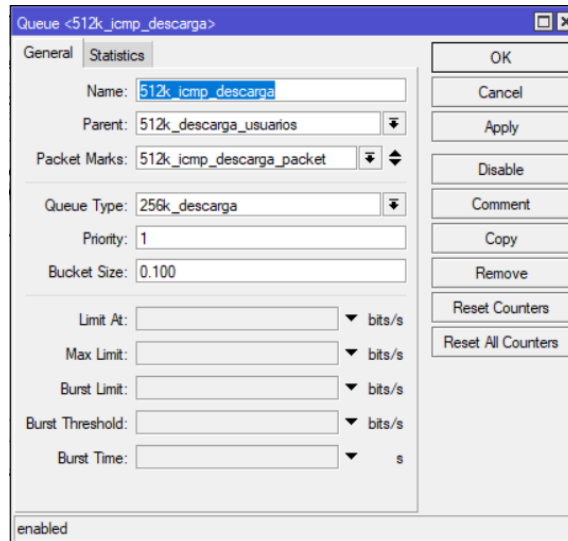 Queue <512k_icmp_descarga>
General
Statistics
Name: 512k_icmp_descarga
Parent: 512k_descarga_usuarios
Packet Marks: 512k_icmp_descarga_packet
Queue Type: 256k_descarga
Priority: 1
Bucket Size: 0.100
Limit At: bits/s
Max Limit: bits/s
Burst Limit: bits/s
Burst Threshold: bits/s
Burst Time: s
OK
Cancel
Apply
Disable
Comment
Copy
Remove
Reset Counters
Reset All Counters
enabled